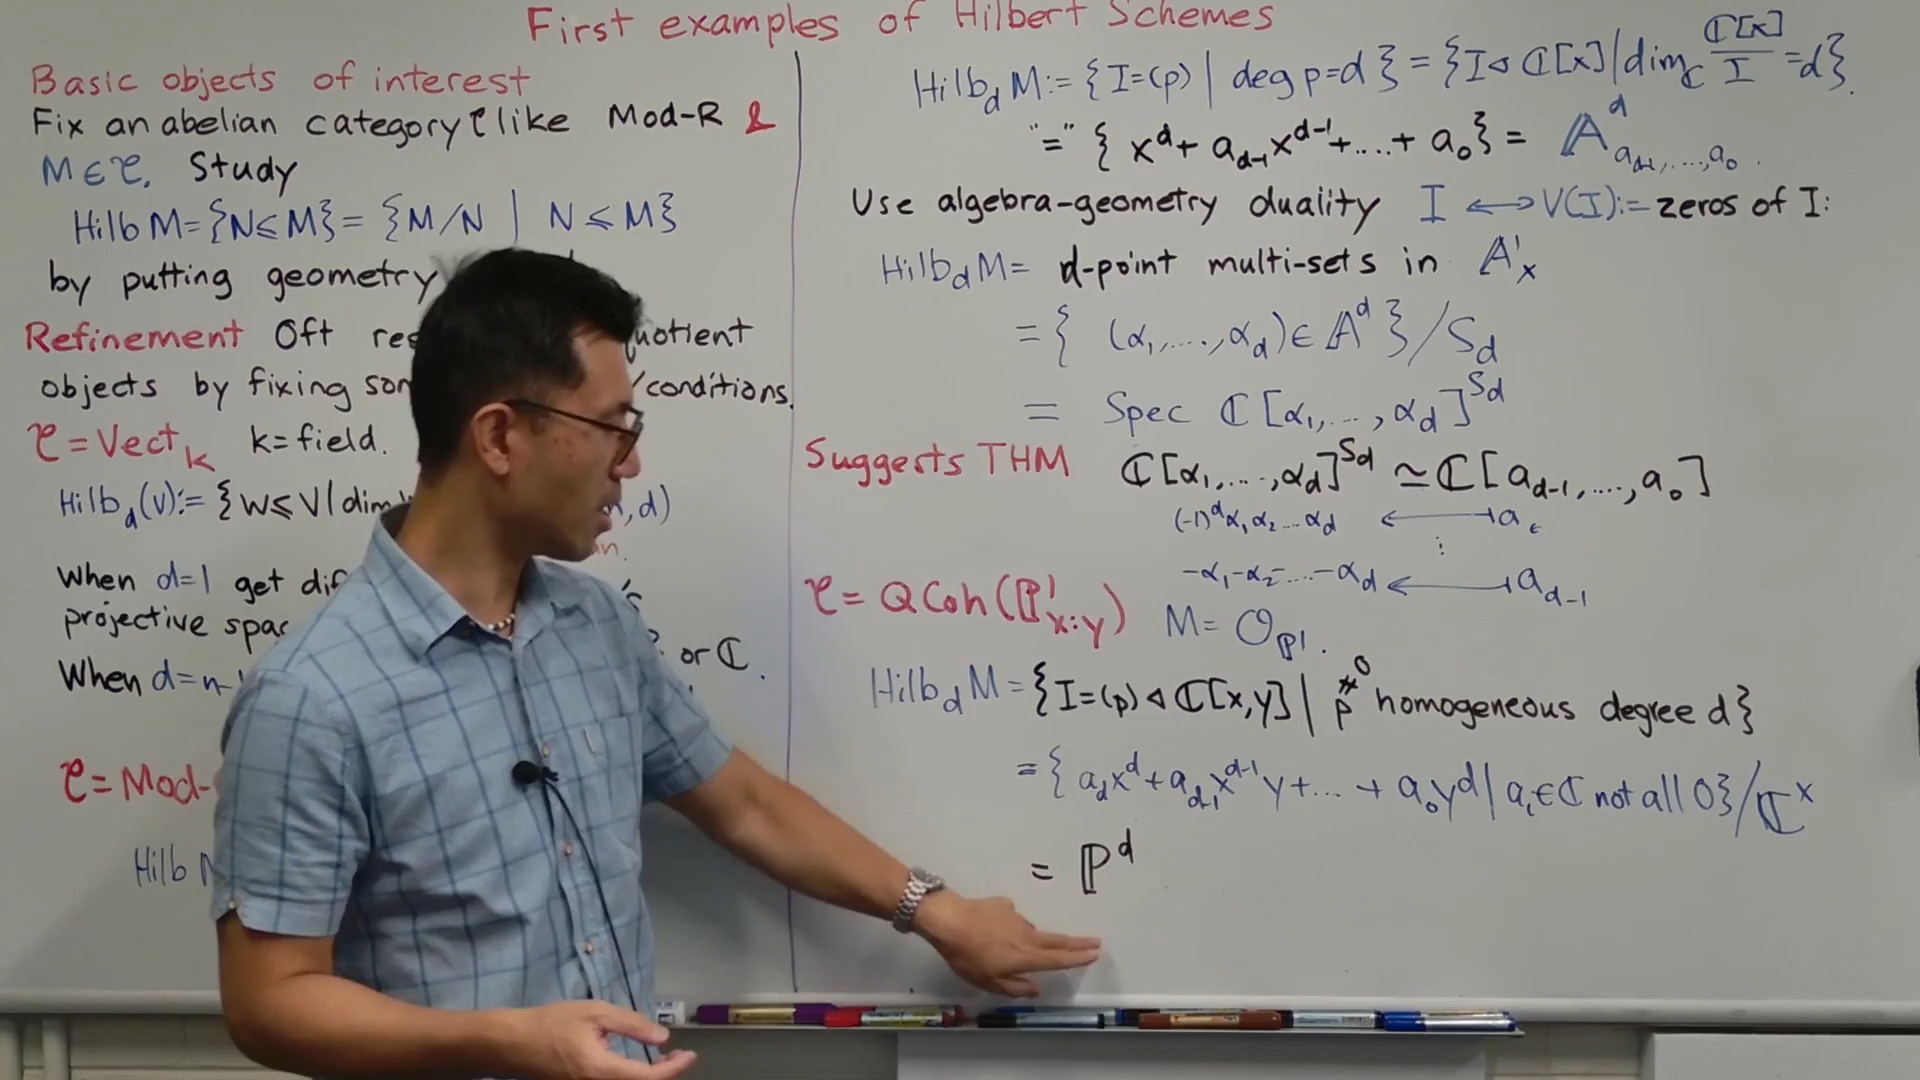 First examples of Hilbert Schemes
Basic objects of interest
Fix an abelian category 𝒞 like Mod-R &
M ∈ 𝒞. Study
Hilb M = {N ≤ M} = {M/N | N ≤ M}
by putting geometry
Refinement Oft quotient
objects by fixing /conditions.
𝒞 = Vect_k k = field.
Hilb_d(V) := {W ≤ V | dim , d)
When d=1 get
projective
or ℂ.
When d=n-1
𝒞 = Mod-
Hilb
Hilb_d M := {I=(p) | deg p=d} = {I ◃ ℂ[x] | dim_ℂ ℂ[x]/I = d}.
"=" {x^d + a_{d-1}x^{d-1} + .... + a_0} = 𝔸^d_{a_{d-1},....,a_0}.
Use algebra-geometry duality I ⟷ V(I) := zeros of I:
Hilb_d M = d-point multi-sets in 𝔸^1_x
= { (α_1,....,α_d) ∈ 𝔸^d } / S_d
= Spec ℂ[α_1,...,α_d]^{S_d}
Suggests THM ℂ[α_1,....,α_d]^{S_d} ≃ ℂ[a_{d-1},....,a_0]
(-1)^d α_1 α_2 ... α_d ⟵⊣ a_0
⋮
-α_1-α_2-....-α_d ⟵⊣ a_{d-1}
𝒞 = QCoh(ℙ^1_{x:y}) M = 𝒪_{ℙ^1}.
Hilb_d M = {I=(p) ◃ ℂ[x,y] | p ≠ 0 homogeneous degree d}
= { a_d x^d + a_{d-1} x^{d-1} y + ... + a_0 y^d | a_i ∈ ℂ not all 0} / ℂ^×
= ℙ^d